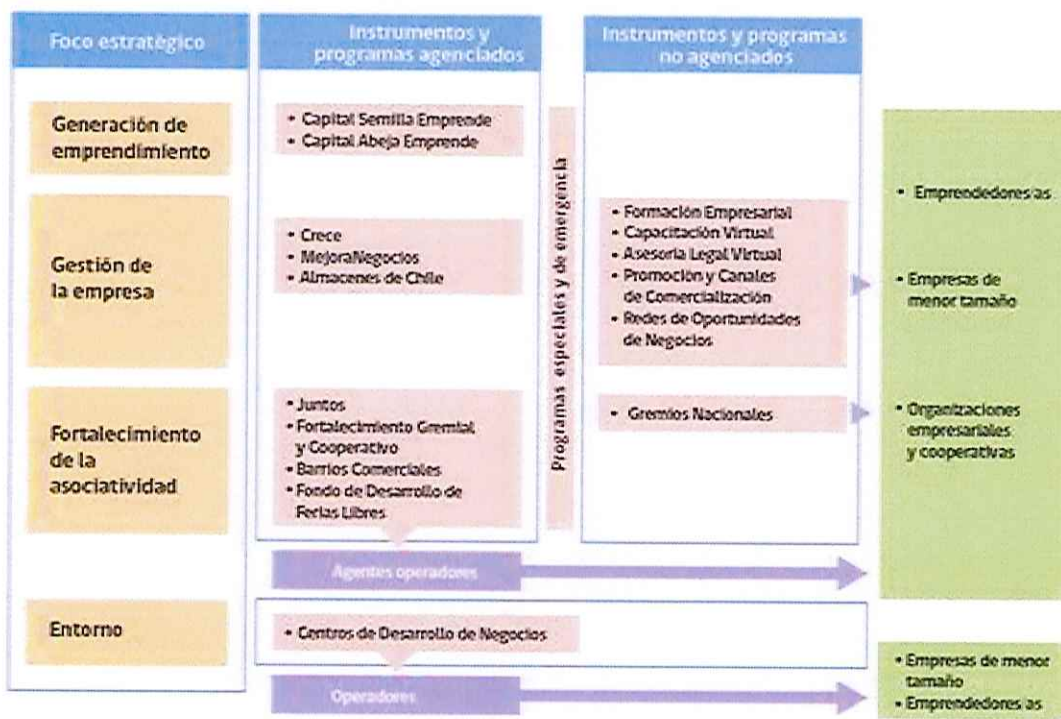 Foco estratégico
Instrumentos y
programas agenciados
Instrumentos y programas
no agenciados
Generación de
emprendimiento
• Capital Semilla Emprende
• Capital Abeja Emprende
Gestión de
la empresa
• Crece
• MejoraNegocios
• Almacenes de Chile
Fortalecimiento
de la
asociatividad
• Juntos
• Fortalecimiento Gremial
y Cooperativo
• Barrios Comerciales
• Fondo de Desarrollo de
Ferias Libres
Programas especiales y de emergencia
• Formación Empresarial
• Capacitación Virtual
• Asesoría Legal Virtual
• Promoción y Canales
de Comercialización
• Redes de Oportunidades
de Negocios
• Gremios Nacionales
• Emprendedores/as
• Empresas de
menor tamaño
• Organizaciones
empresariales
y cooperativas
Agentes operadores
Entorno
• Centros de Desarrollo de Negocios
Operadores
• Empresas de menor
tamaño
• Emprendedores/as